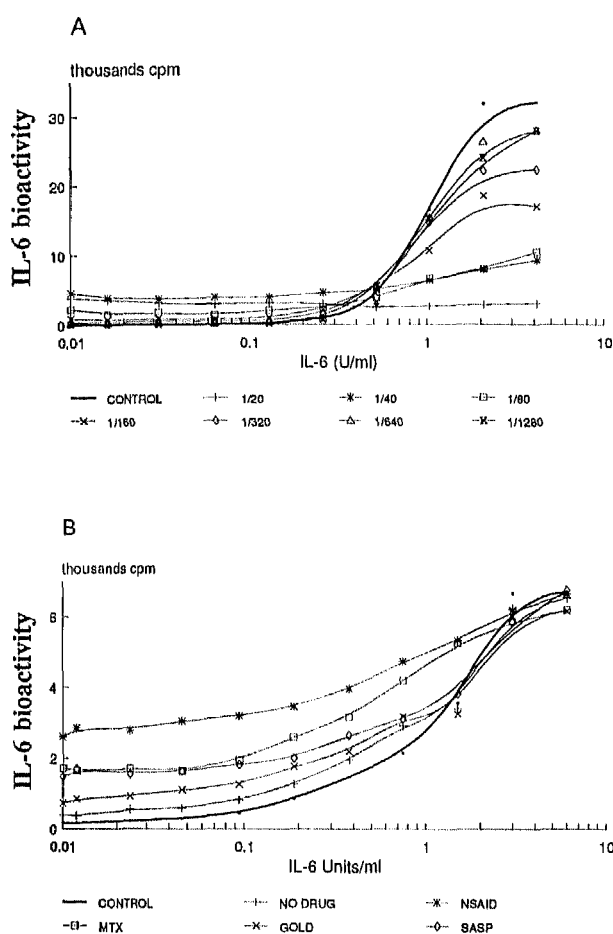 A
thousands cpm
IL-6 bioactivity
30
20
10
0
0.01 0.1 1 10
IL-6 (U/ml)
CONTROL 1/20 1/40 1/80
1/160 1/320 1/640 1/1280
B
thousands cpm
IL-6 bioactivity
6
4
2
0
0.01 0.1 1 10
IL-6 Units/ml
CONTROL NO DRUG NSAID
MTX GOLD SASP